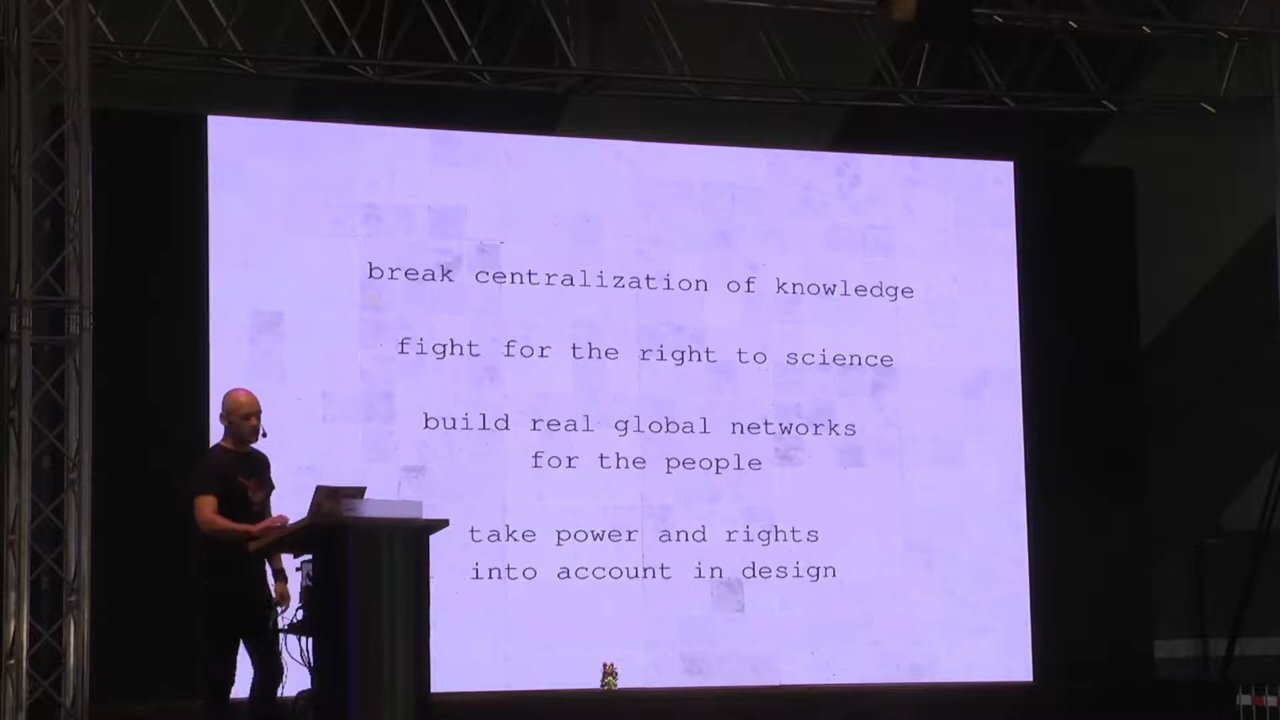 break centralization of knowledge
fight for the right to science
build real global networks
for the people
take power and rights
into account in design